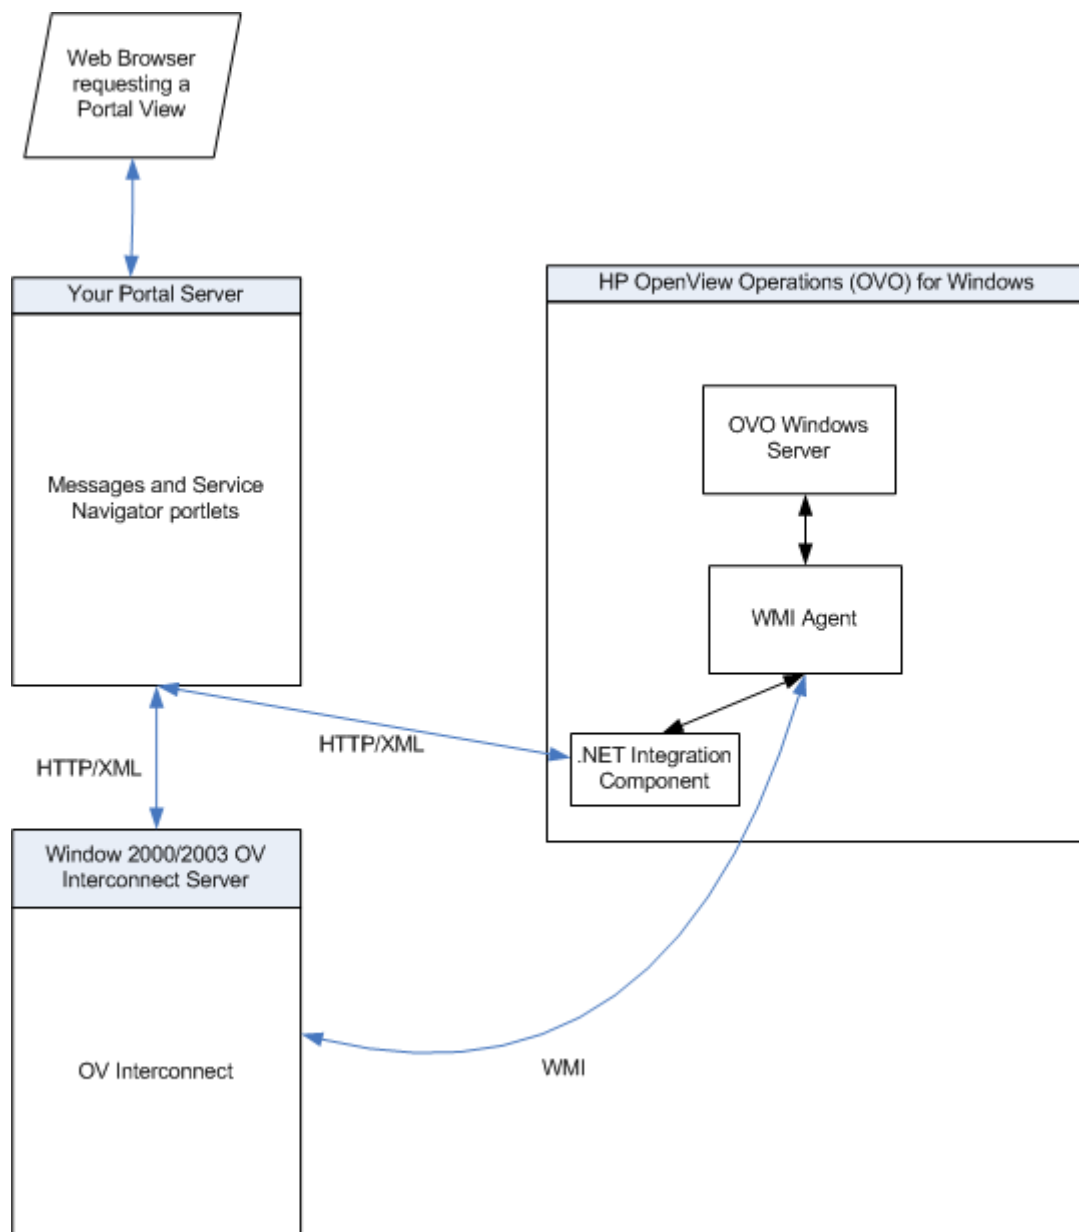 Web Browser
requesting a
Portal View
Your Portal Server
Messages and Service
Navigator portlets
HP OpenView Operations (OVO) for Windows
OVO Windows
Server
WMI Agent
.NET Integration
Component
HTTP/XML
HTTP/XML
Window 2000/2003 OV
Interconnect Server
OV Interconnect
WMI